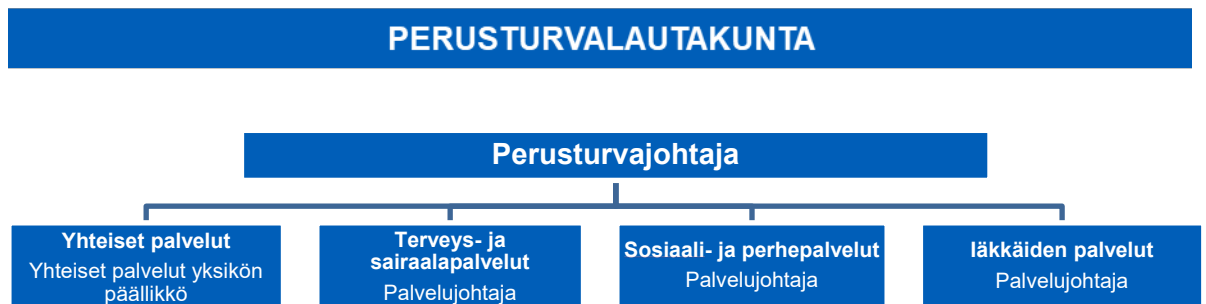 PERUSTURVALAUTAKUNTA
Perusturvajohtaja
Yhteiset palvelut
Yhteiset palvelut yksikön
päällikkö
Terveys- ja
sairaalapalvelut
Palvelujohtaja
Sosiaali- ja perhepalvelut
Palvelujohtaja
Iäkkäiden palvelut
Palvelujohtaja